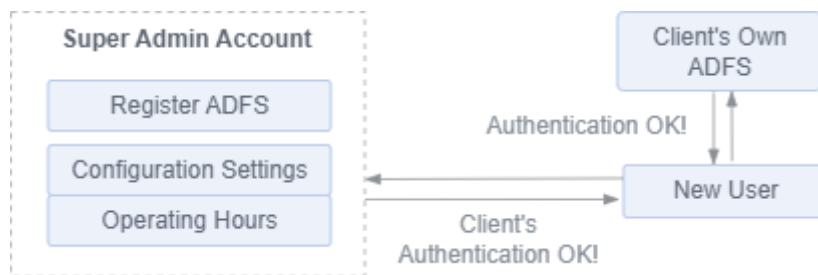 Super Admin Account
Register ADFS
Configuration Settings
Operating Hours
Client's Own
ADFS
Authentication OK!
New User
Client's
Authentication OK!